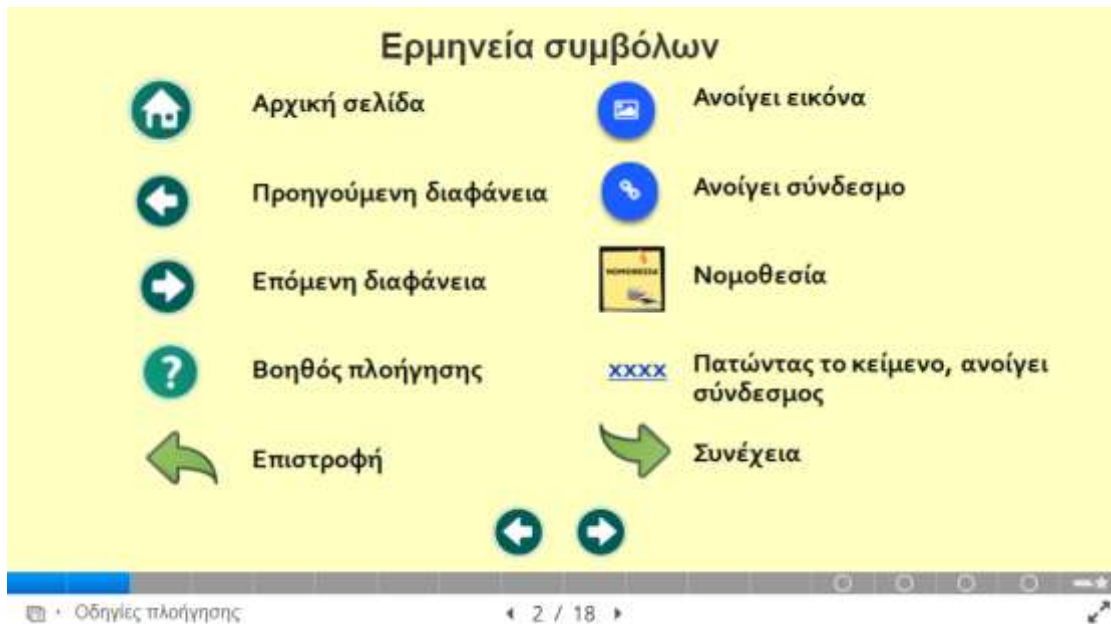 Ερμηνεία συμβόλων
Αρχική σελίδα
Ανοίγει εικόνα
Προηγούμενη διαφάνεια
Ανοίγει σύνδεσμο
Επόμενη διαφάνεια
ΝΟΜΟΘΕΣΙΑ
Νομοθεσία
?
Βοηθός πλοήγησης
xxxx
Πατώντας το κείμενο, ανοίγει
σύνδεσμος
Επιστροφή
Συνέχεια
Οδηγίες πλοήγησης
2 / 18